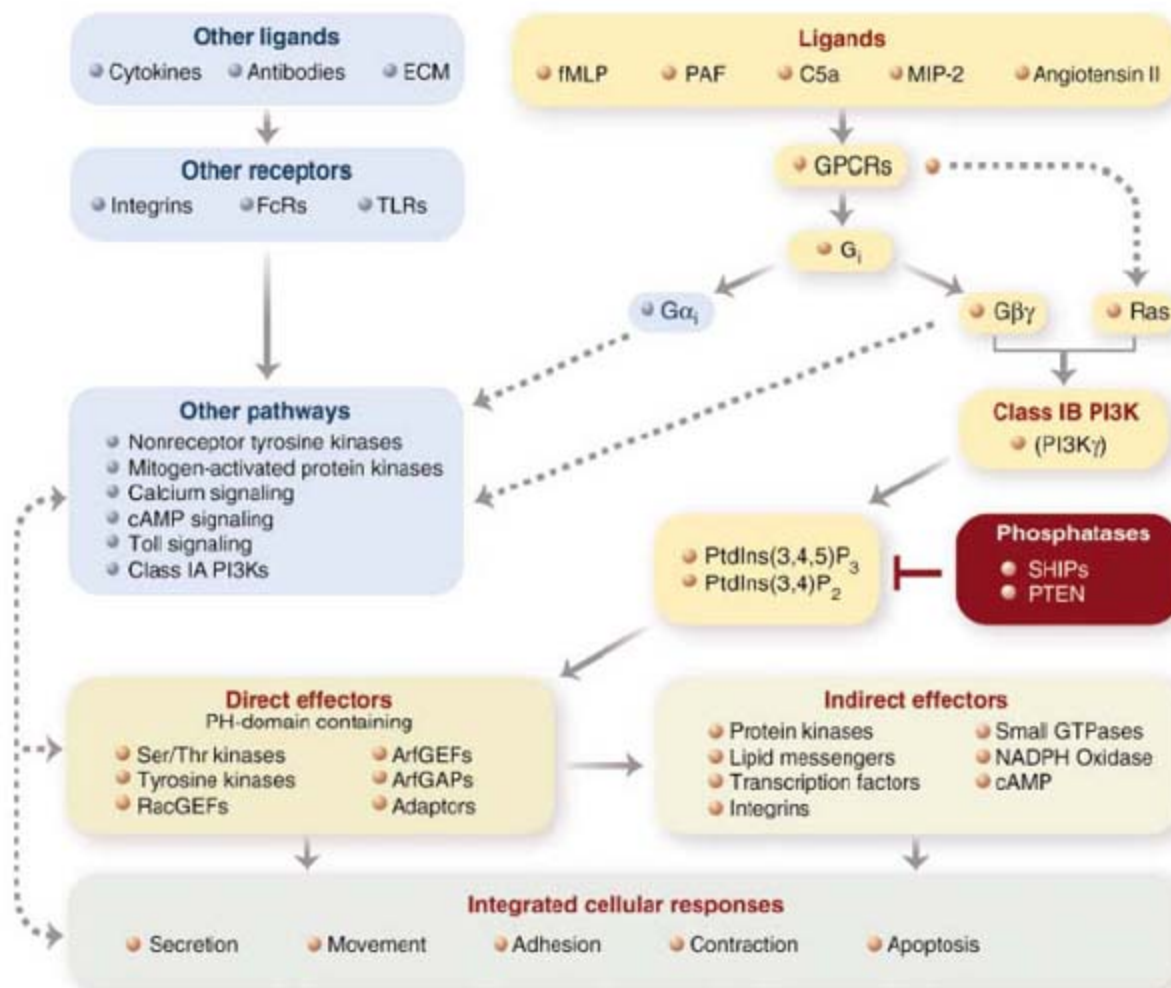 Other ligands
Cytokines Antibodies ECM
Other receptors
Integrins FcRs TLRs
Ligands
fMLP PAF C5a MIP-2 Angiotensin II
GPCRs
Gi
Gαi
Gβγ
Ras
Other pathways
Nonreceptor tyrosine kinases
Mitogen-activated protein kinases
Calcium signaling
cAMP signaling
Toll signaling
Class IA PI3Ks
Class IB PI3K
(PI3Kγ)
PtdIns(3,4,5)P3
PtdIns(3,4)P2
Phosphatases
SHIPs
PTEN
Direct effectors
PH-domain containing
Ser/Thr kinases ArfGEFs
Tyrosine kinases ArfGAPs
RacGEFs Adaptors
Indirect effectors
Protein kinases Small GTPases
Lipid messengers NADPH Oxidase
Transcription factors cAMP
Integrins
Integrated cellular responses
Secretion Movement Adhesion Contraction Apoptosis